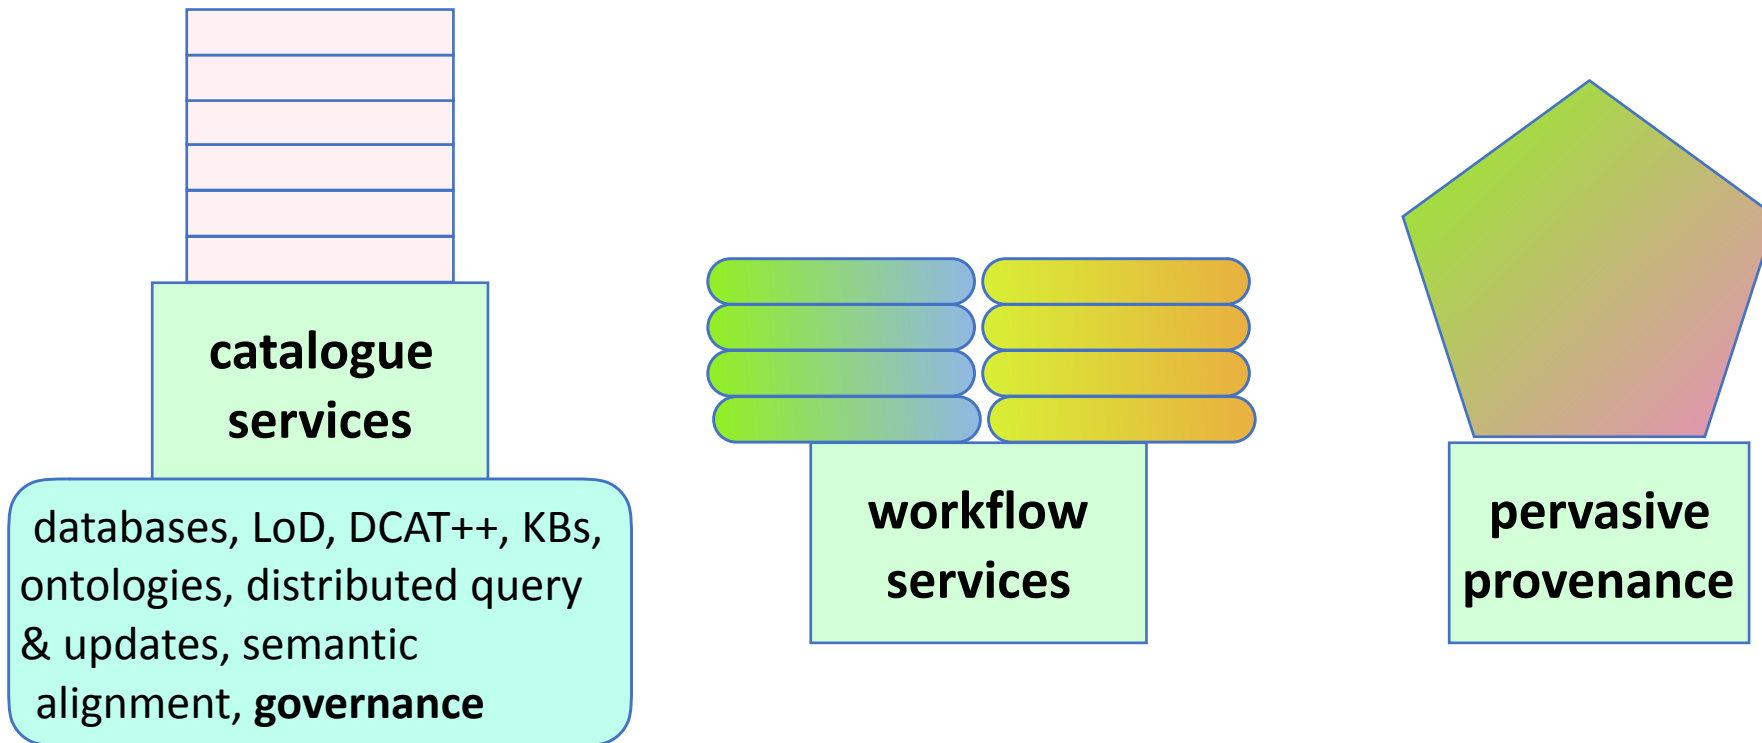 catalogue
services
databases, LoD, DCAT++, KBs,
ontologies, distributed query
& updates, semantic
alignment, governance
workflow
services
pervasive
provenance